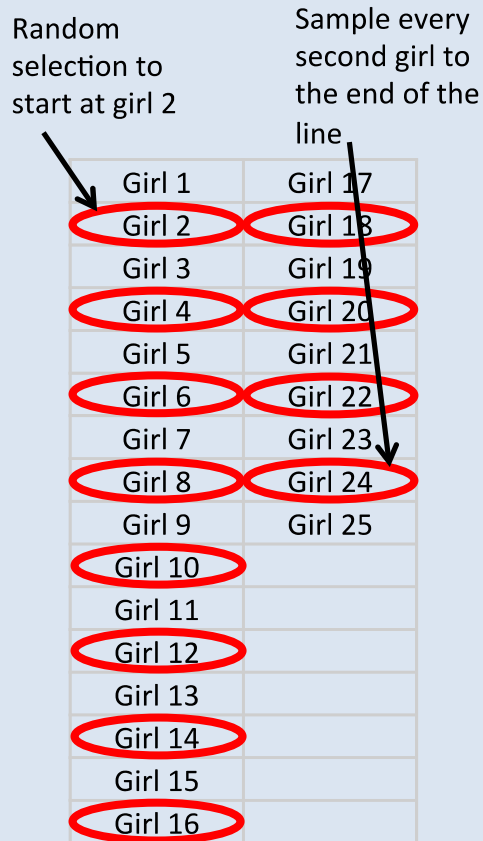 Random
selection to
start at girl 2
Sample every
second girl to
the end of the
line
Girl 1 Girl 17
Girl 2 Girl 18
Girl 3 Girl 19
Girl 4 Girl 20
Girl 5 Girl 21
Girl 6 Girl 22
Girl 7 Girl 23
Girl 8 Girl 24
Girl 9 Girl 25
Girl 10
Girl 11
Girl 12
Girl 13
Girl 14
Girl 15
Girl 16